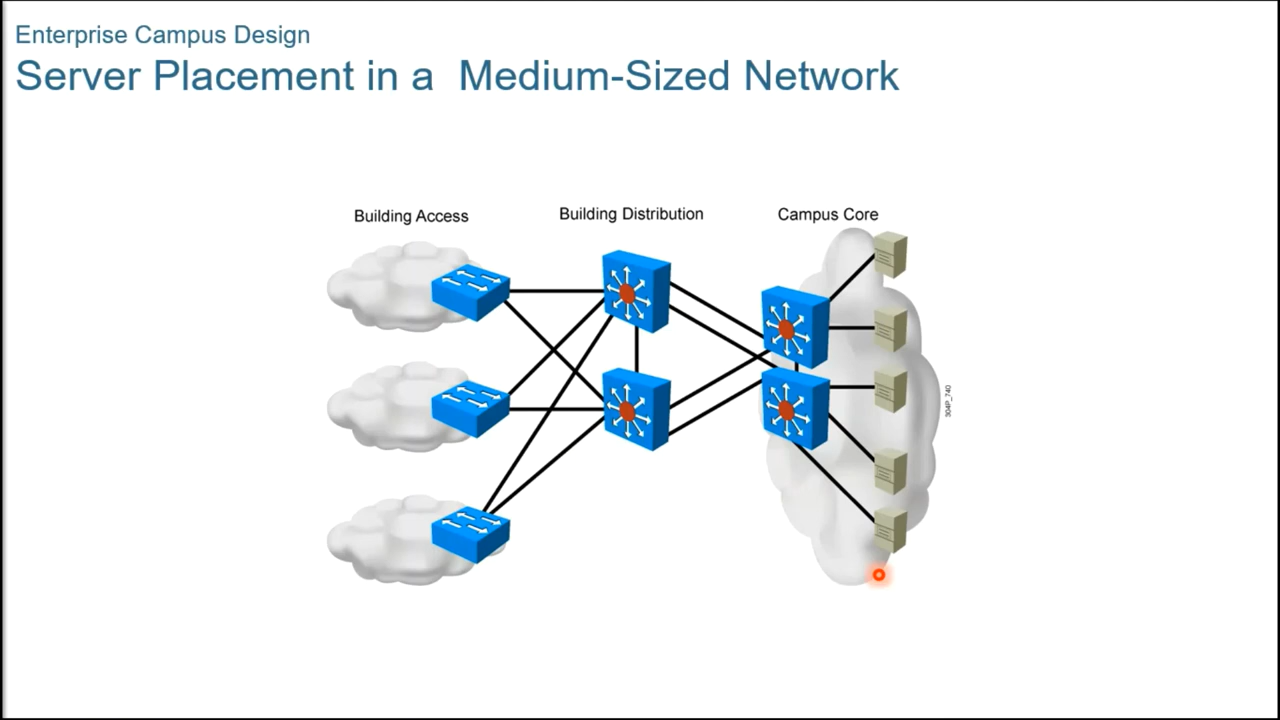 Enterprise Campus Design
Server Placement in a  Medium-Sized Network
Building Access
Building Distribution
Campus Core
304P_740